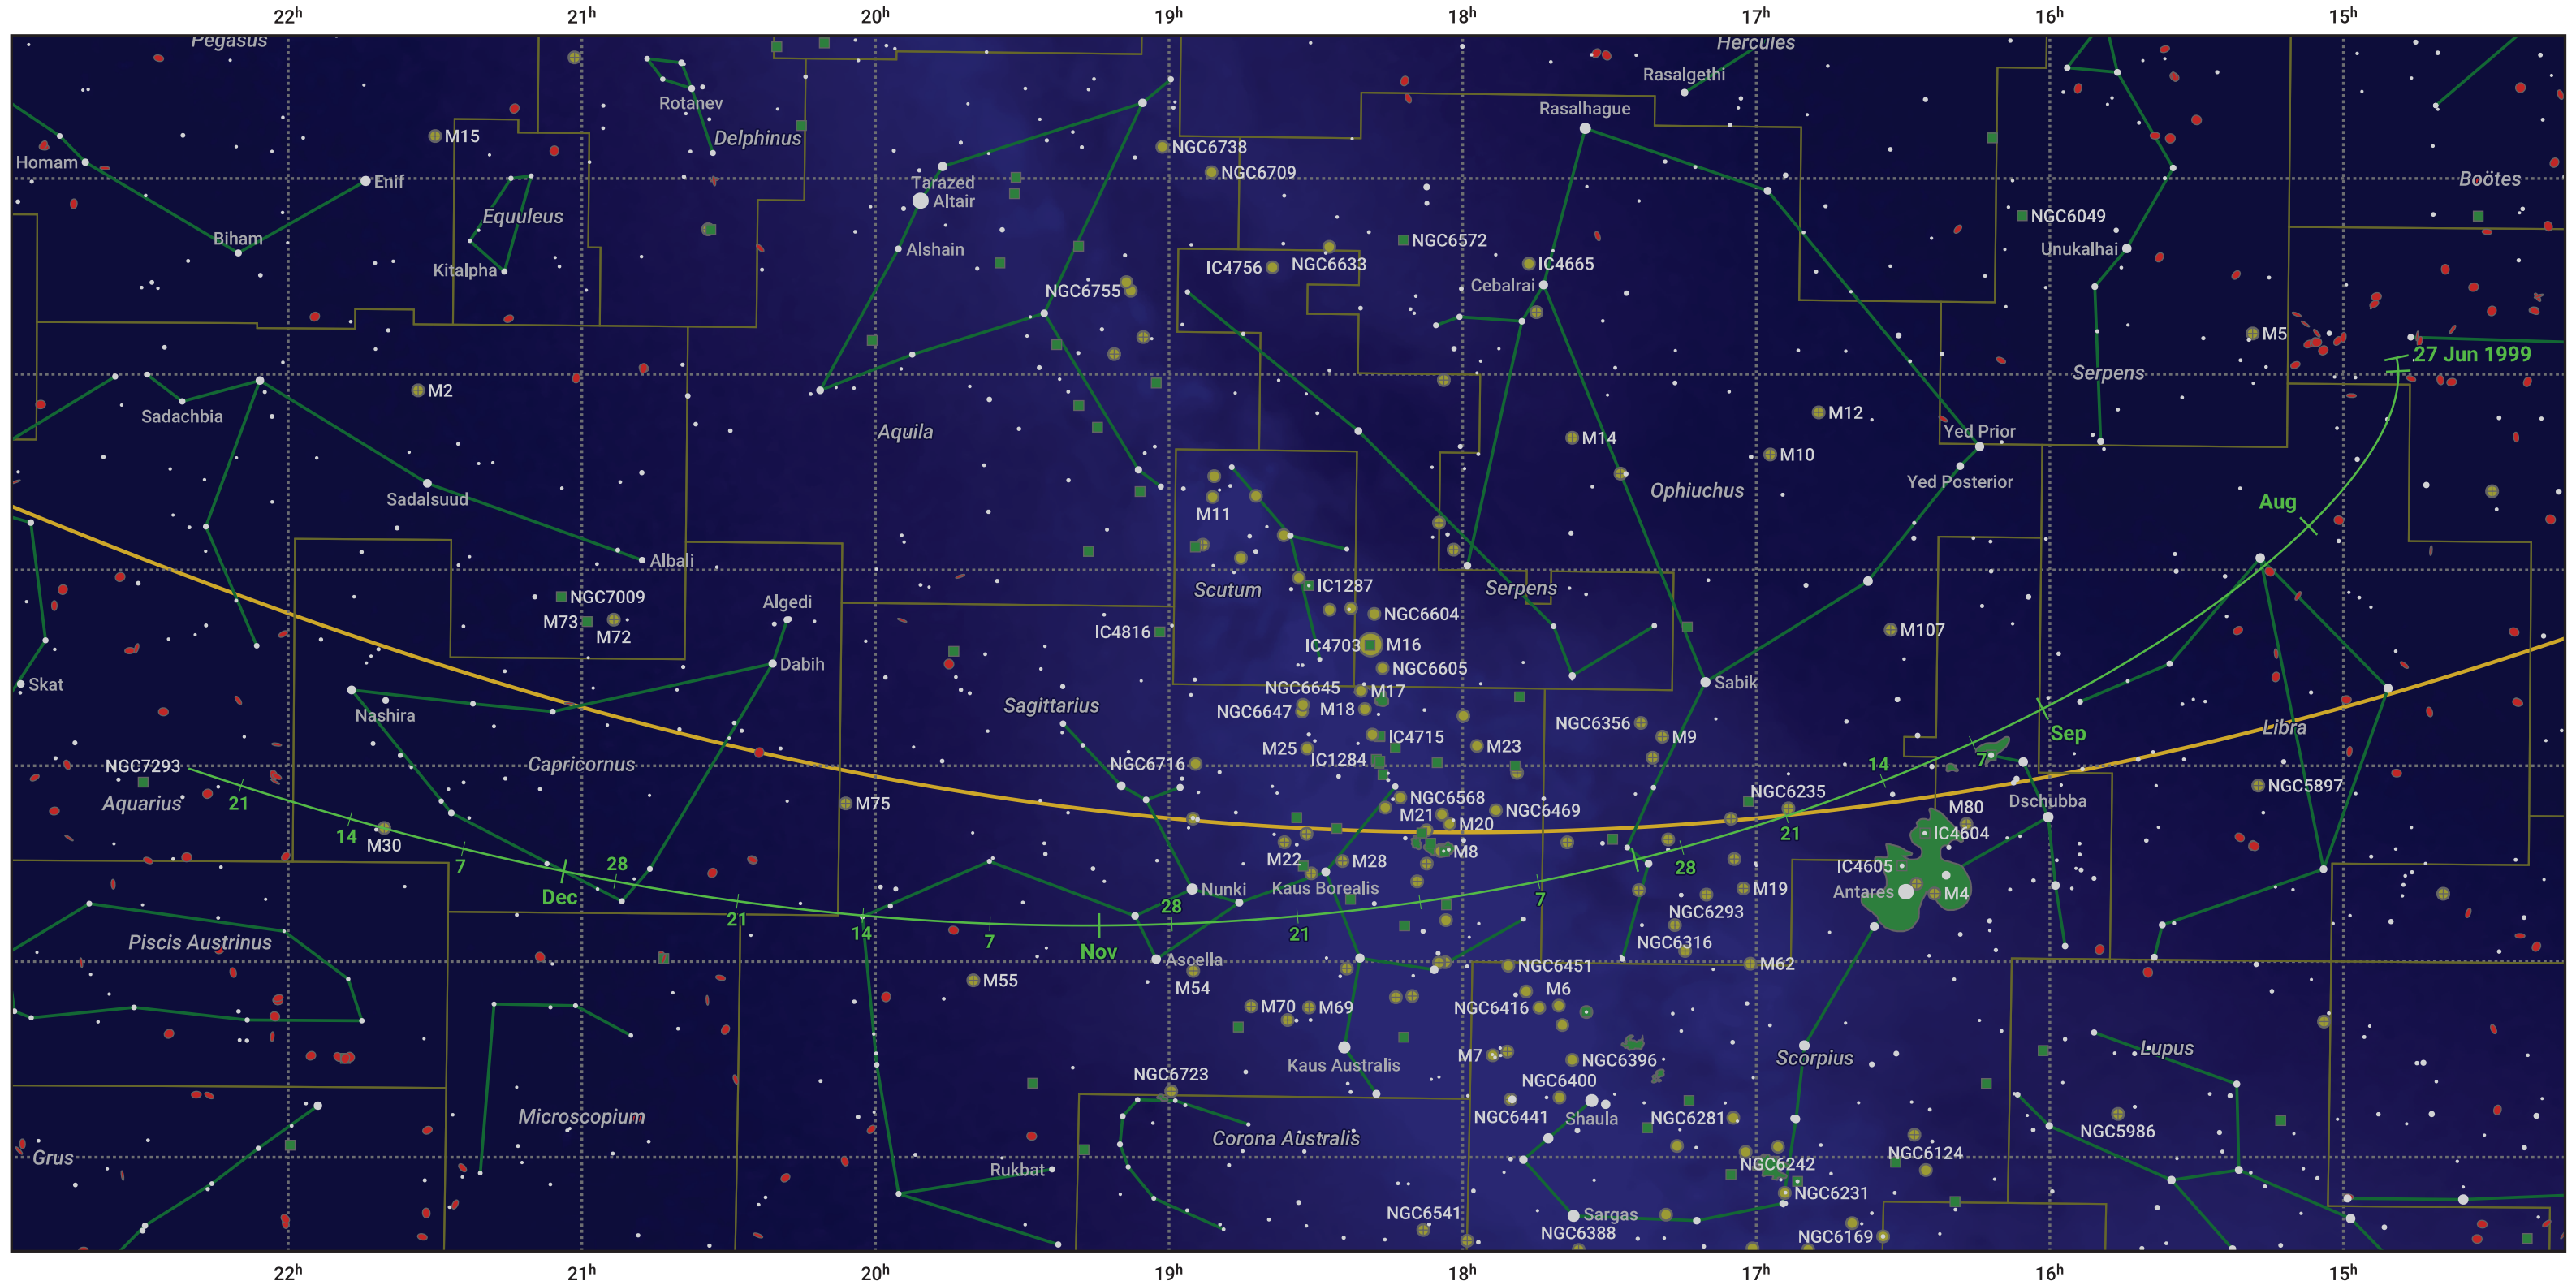 22h 21h 20h 19h 18h 17h 16h 15h
Pegasus
Hercules
Rasalgethi
Rotanev
Rasalhague
M15
Delphinus
NGC6738
Homam
NGC6709
Enif
Tarazed
Boötes
Altair
Equuleus
NGC6049
Biham
Alshain
NGC6572
Unukalhai
Kitalpha
IC4756
NGC6633
IC4665
NGC6755
Cebalrai
M5
27 Jun 1999
Serpens
M2
Sadachbia
M12
Aquila
Yed Prior
M14
M10
Yed Posterior
Ophiuchus
Sadalsuud
Aug
M11
Albali
IC1287
Serpens
Scutum
NGC7009
Algedi
NGC6604
M73
M72
IC4816
M107
IC4703
M16
Dabih
NGC6605
Skat
Sabik
NGC6645
M17
Sagittarius
Nashira
NGC6647
M18
NGC6356
Libra
Sep
M9
IC4715
M25
M23
IC1284
7
Capricornus
NGC6716
14
NGC7293
NGC5897
NGC6235
Aquarius
21
M75
NGC6568
Dschubba
M80
NGC6469
M21
M20
14
M30
21
IC4604
7
M22
M28
M8
28
28
IC4605
Kaus Borealis
Nunki
M19
Antares
M4
Dec
7
28
NGC6293
21
14
7
21
Piscis Austrinus
NGC6316
Nov
Ascella
NGC6451
M62
M55
M54
M6
M70
M69
NGC6416
Lupus
M7
Scorpius
NGC6396
Kaus Australis
NGC6723
NGC6400
Microscopium
NGC6441
Shaula
NGC6281
NGC5986
Corona Australis
Grus
NGC6124
NGC6242
Rukbat
NGC6231
NGC6541
Sargas
NGC6388
NGC6169
22h 21h 20h 19h 18h 17h 16h 15h